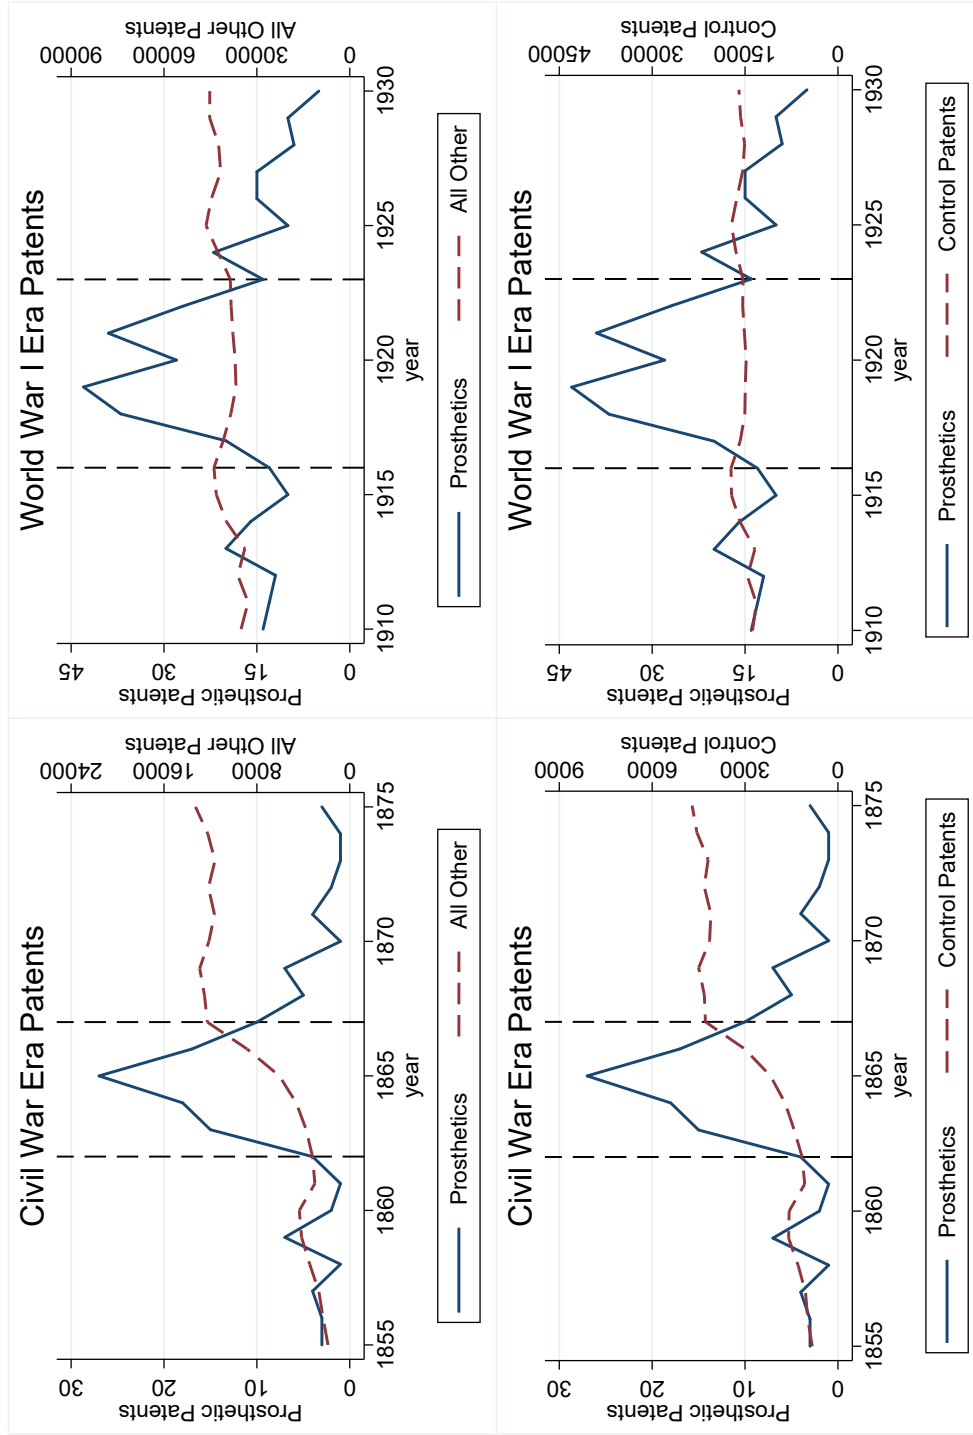 Civil War Era Patents
Prosthetic Patents
0 10 20 30
All Other Patents
0 8000 16000 24000
1855 1860 1865 1870 1875
year
Prosthetics All Other
World War I Era Patents
Prosthetic Patents
0 15 30 45
All Other Patents
0 30000 60000 90000
1910 1915 1920 1925 1930
year
Prosthetics All Other
Civil War Era Patents
Prosthetic Patents
0 10 20 30
Control Patents
0 3000 6000 9000
1855 1860 1865 1870 1875
year
Prosthetics Control Patents
World War I Era Patents
Prosthetic Patents
0 15 30 45
Control Patents
0 15000 30000 45000
1910 1915 1920 1925 1930
year
Prosthetics Control Patents